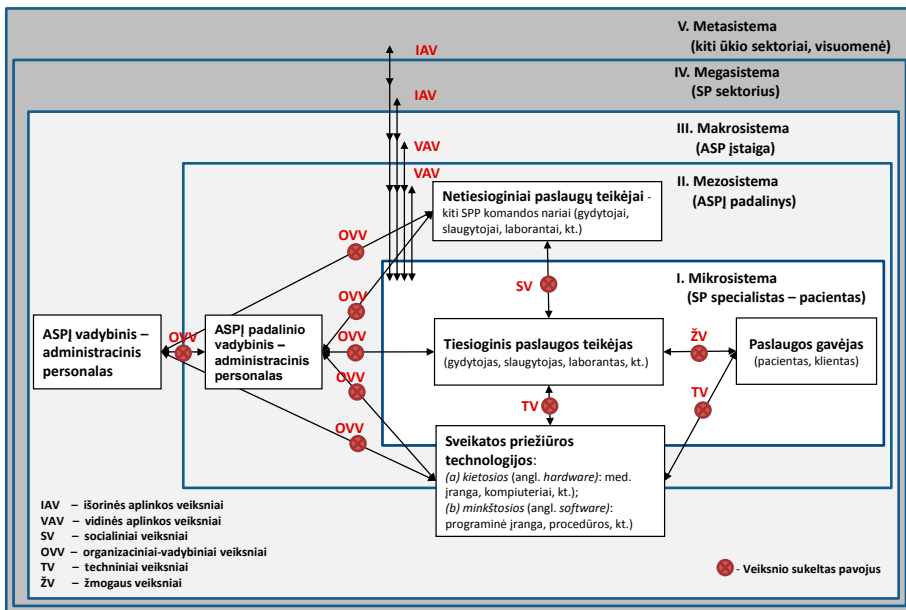 V. Metasistema
(kiti ūkio sektoriai, visuomenė)
IAV
IV. Megasistema
(SP sektorius)
IAV
III. Makrosistema
(ASP įstaiga)
VAV
VAV
II. Mezosistema
(ASPĮ padalinys)
Netiesioginiai paslaugų teikėjai -
kiti SPP komandos nariai (gydytojai,
slaugytojai, laborantai, kt.)
OVV
SV
I. Mikrosistema
(SP specialistas – pacientas)
OVV
ASPĮ vadybinis –
administracinis
personalas
OVV
ASPĮ padalinio
vadybinis –
administracinis
personalas
OVV
Tiesioginis paslaugos teikėjas
(gydytojas, slaugytojas, laborantas, kt.)
ŽV
Paslaugos gavėjas
(pacientas, klientas)
OVV
TV
TV
OVV
Sveikatos priežiūros
technologijos:
(a) kietosios (angl. hardware): med.
įranga, kompiuteriai, kt.);
(b) minkštosios (angl. software):
programinė įranga, procedūros, kt.)
IAV – išorinės aplinkos veiksniai
VAV – vidinės aplinkos veiksniai
SV – socialiniai veiksniai
OVV – organizaciniai-vadybiniai veiksniai
TV – techniniai veiksniai
ŽV – žmogaus veiksniai
- Veiksnio sukeltas pavojus